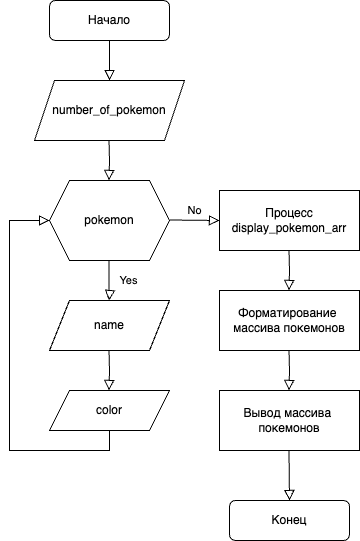 Начало
number_of_pokemon
pokemon
No
Процесс
display_pokemon_arr
Yes
name
Форматирование
массива покемонов
color
Вывод массива
покемонов
Конец